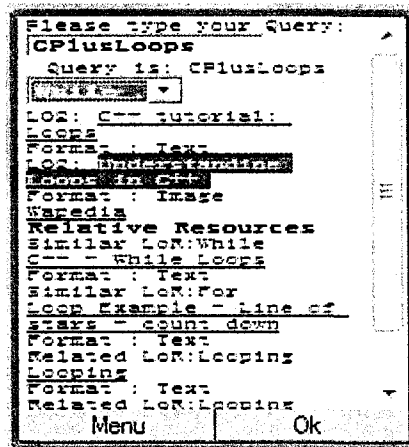 Please type your Query:
CPlusLoops
Query is: CPlusLoops
LOR: C++ tutorial:
Loops
Format : Text
LOR: Understanding
Loops in C++
Format : Image
Wapedia
Relative Resources
Similar LoR:While
C++ - While Loops
Format : Text
Similar LoR:For
Loop Example - Line of
stars - count down
Format : Text
Related LoR:Looping
Looping
Format : Text
Related LoR:Looping
Menu Ok